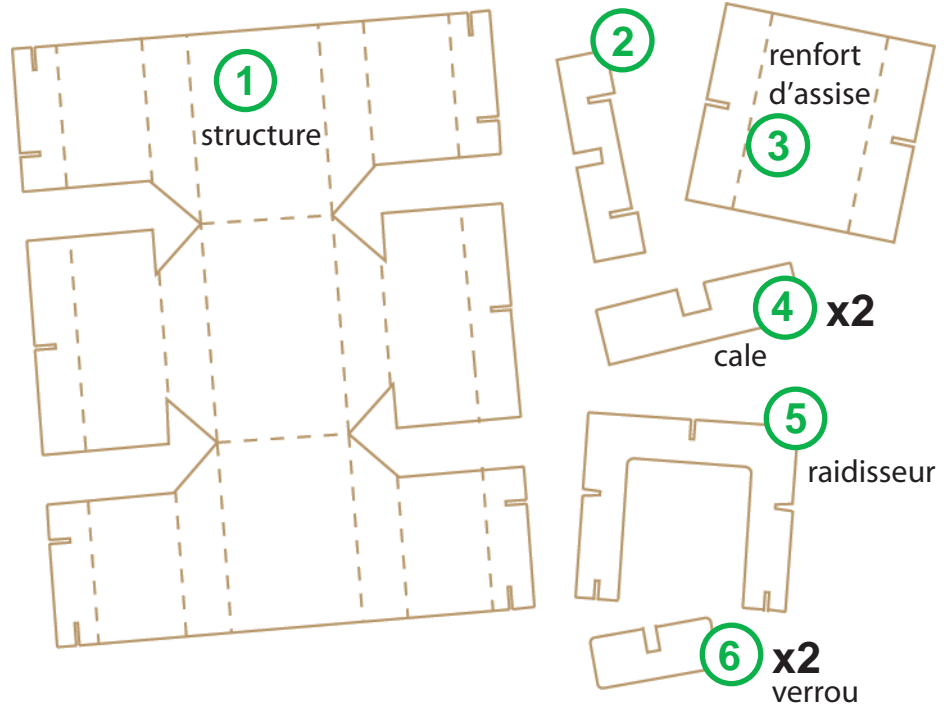 1
structure
2
renfort
d'assise
3
4 x2
cale
5
raidisseur
6 x2
verrou